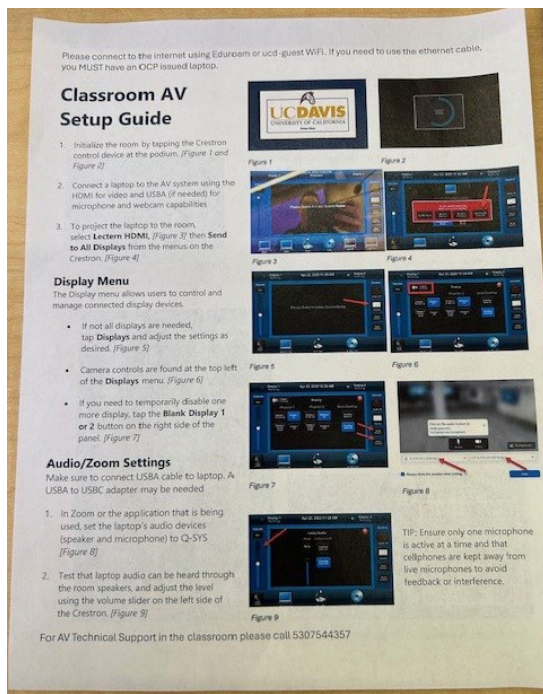 Please connect to the internet using Eduroam or ucd-guest WiFi. If you need to use the ethernet cable,
you MUST have an OCP issued laptop.
Classroom AV
Setup Guide
1. Initialize the room by tapping the Crestron
control device at the podium. [Figure 1 and
Figure 2]
2. Connect a laptop to the AV system using the
HDMI for video and USBA (if needed) for
microphone and webcam capabilities
3. To project the laptop to the room,
select Lectern HDMI, [Figure 3] then Send
to All Displays from the menus on the
Crestron. [Figure 4]
Display Menu
The Display menu allows users to control and
manage connected display devices.
• If not all displays are needed,
tap Displays and adjust the settings as
desired. [Figure 5]
• Camera controls are found at the top left
of the Displays menu. [Figure 6]
• If you need to temporarily disable one
more display, tap the Blank Display 1
or 2 button on the right side of the
panel. [Figure 7]
Audio/Zoom Settings
Make sure to connect USBA cable to laptop. A
USBA to USBC adapter may be needed
1. In Zoom or the application that is being
used, set the laptop's audio devices
(speaker and microphone) to Q-SYS
[Figure 8]
2. Test that laptop audio can be heard through
the room speakers, and adjust the level
using the volume slider on the left side of
the Crestron. [Figure 9]
UCDAVIS
UNIVERSITY OF CALIFORNIA
Figure 1
Figure 2
Figure 3
Figure 4
Figure 5
Figure 6
Figure 7
Figure 8
Figure 9
TIP: Ensure only one microphone
is active at a time and that
cellphones are kept away from
live microphones to avoid
feedback or interference.
For AV Technical Support in the classroom please call 5307544357